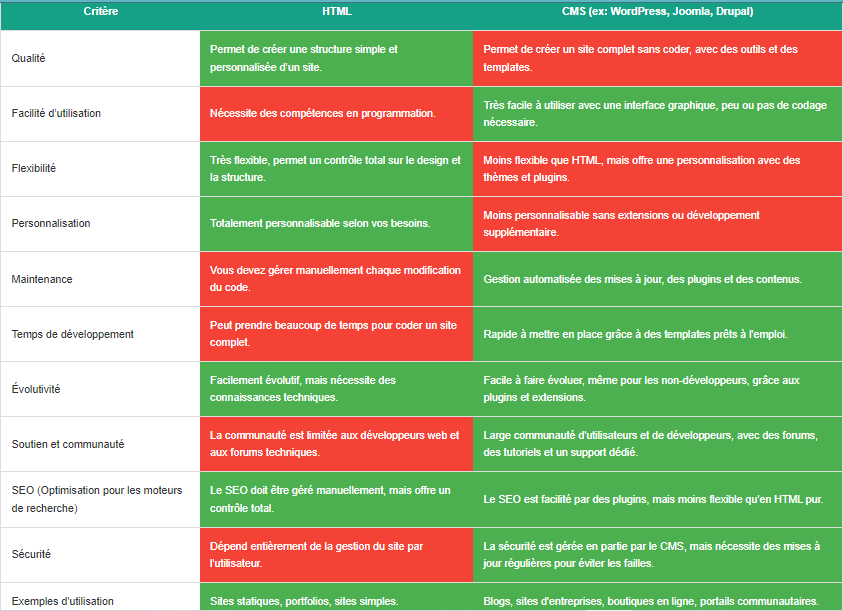 Critère HTML CMS (ex: WordPress, Joomla, Drupal)
Qualité
Permet de créer une structure simple et
personnalisée d'un site.
Permet de créer un site complet sans coder, avec des outils et des
templates.
Facilité d'utilisation
Nécessite des compétences en programmation.
Très facile à utiliser avec une interface graphique, peu ou pas de codage
nécessaire.
Flexibilité
Très flexible, permet un contrôle total sur le design et
la structure.
Moins flexible que HTML, mais offre une personnalisation avec des
thèmes et plugins.
Personnalisation
Totalement personnalisable selon vos besoins.
Moins personnalisable sans extensions ou développement
supplémentaire.
Maintenance
Vous devez gérer manuellement chaque modification
du code.
Gestion automatisée des mises à jour, des plugins et des contenus.
Temps de développement
Peut prendre beaucoup de temps pour coder un site
complet.
Rapide à mettre en place grâce à des templates prêts à l'emploi.
Évolutivité
Facilement évolutif, mais nécessite des
connaissances techniques.
Facile à faire évoluer, même pour les non-développeurs, grâce aux
plugins et extensions.
Soutien et communauté
La communauté est limitée aux développeurs web et
aux forums techniques.
Large communauté d'utilisateurs et de développeurs, avec des forums,
des tutoriels et un support dédié.
SEO (Optimisation pour les moteurs
de recherche)
Le SEO doit être géré manuellement, mais offre un
contrôle total.
Le SEO est facilité par des plugins, mais moins flexible qu'en HTML pur.
Sécurité
Dépend entièrement de la gestion du site par
l'utilisateur.
La sécurité est gérée en partie par le CMS, mais nécessite des mises à
jour régulières pour éviter les failles.
Exemples d'utilisation
Sites statiques, portfolios, sites simples.
Blogs, sites d'entreprises, boutiques en ligne, portails communautaires.